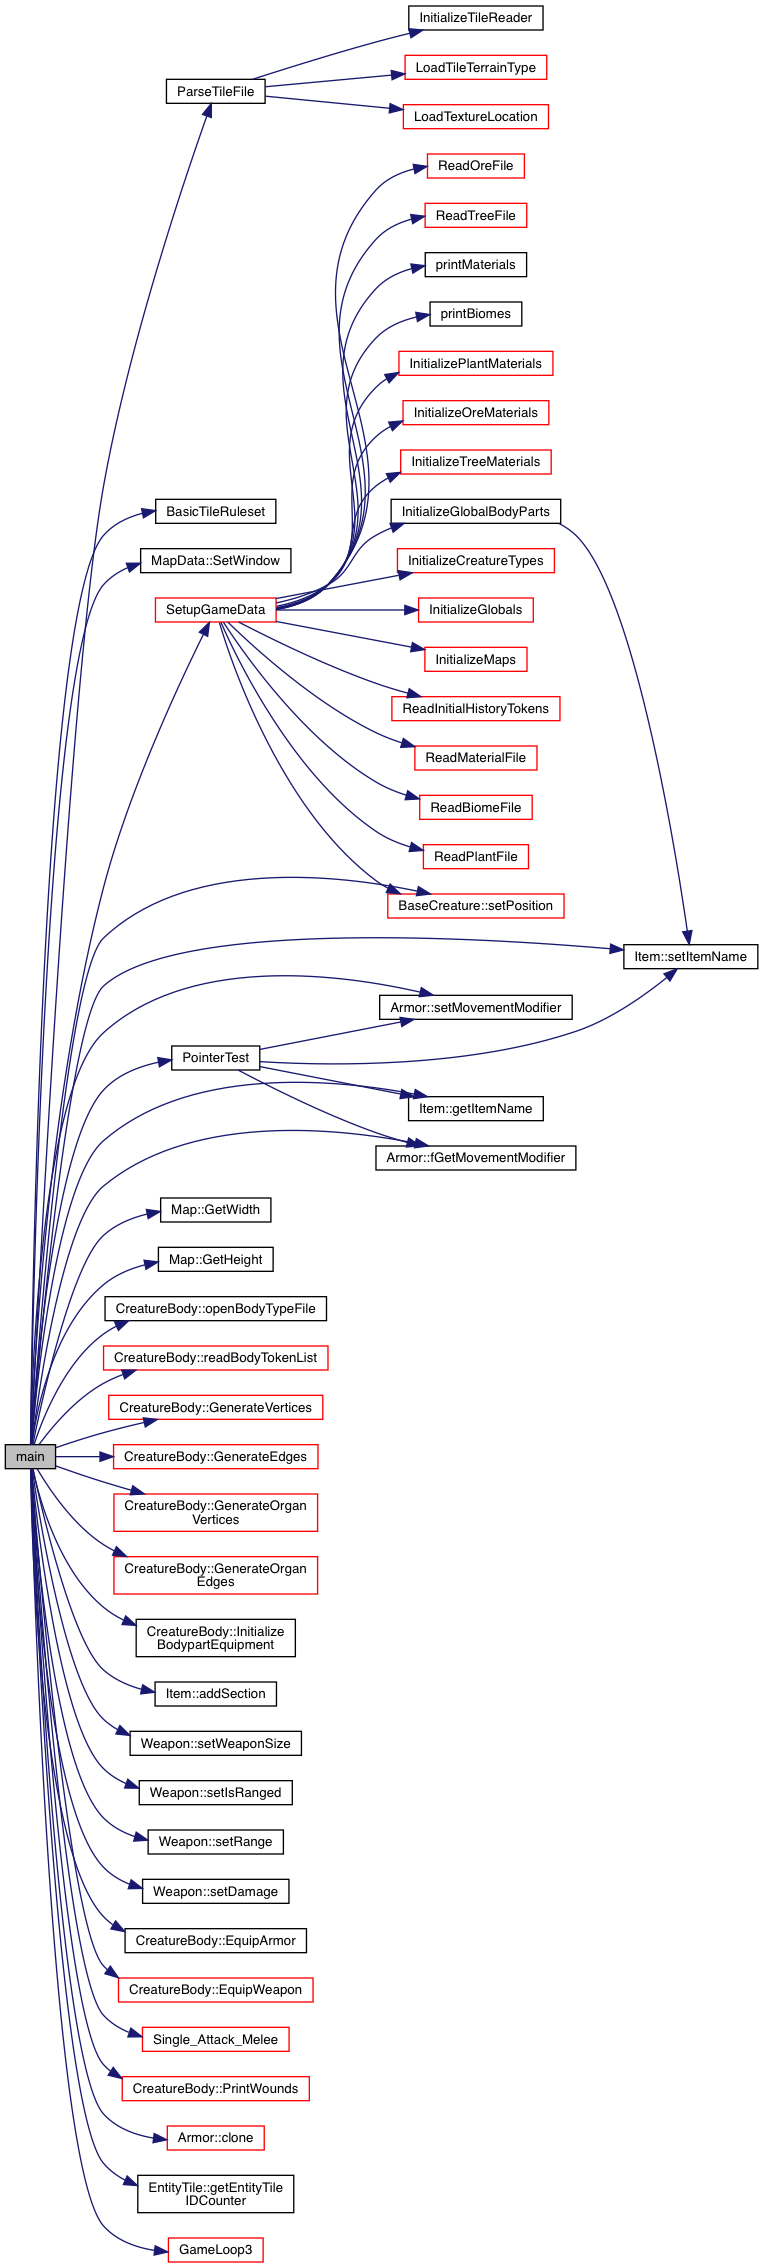 InitializeTileReader
LoadTileTerrainType
ParseTileFile
LoadTextureLocation
ReadOreFile
ReadTreeFile
printMaterials
printBiomes
InitializePlantMaterials
InitializeOreMaterials
InitializeTreeMaterials
BasicTileRuleset
InitializeGlobalBodyParts
MapData::SetWindow
InitializeCreatureTypes
SetupGameData
InitializeGlobals
InitializeMaps
ReadInitialHistoryTokens
ReadMaterialFile
ReadBiomeFile
ReadPlantFile
BaseCreature::setPosition
Item::setItemName
Armor::setMovementModifier
PointerTest
Item::getItemName
Armor::fGetMovementModifier
Map::GetWidth
Map::GetHeight
CreatureBody::openBodyTypeFile
CreatureBody::readBodyTokenList
CreatureBody::GenerateVertices
main
CreatureBody::GenerateEdges
CreatureBody::GenerateOrgan
Vertices
CreatureBody::GenerateOrgan
Edges
CreatureBody::Initialize
BodypartEquipment
Item::addSection
Weapon::setWeaponSize
Weapon::setIsRanged
Weapon::setRange
Weapon::setDamage
CreatureBody::EquipArmor
CreatureBody::EquipWeapon
Single_Attack_Melee
CreatureBody::PrintWounds
Armor::clone
EntityTile::getEntityTile
IDCounter
GameLoop3